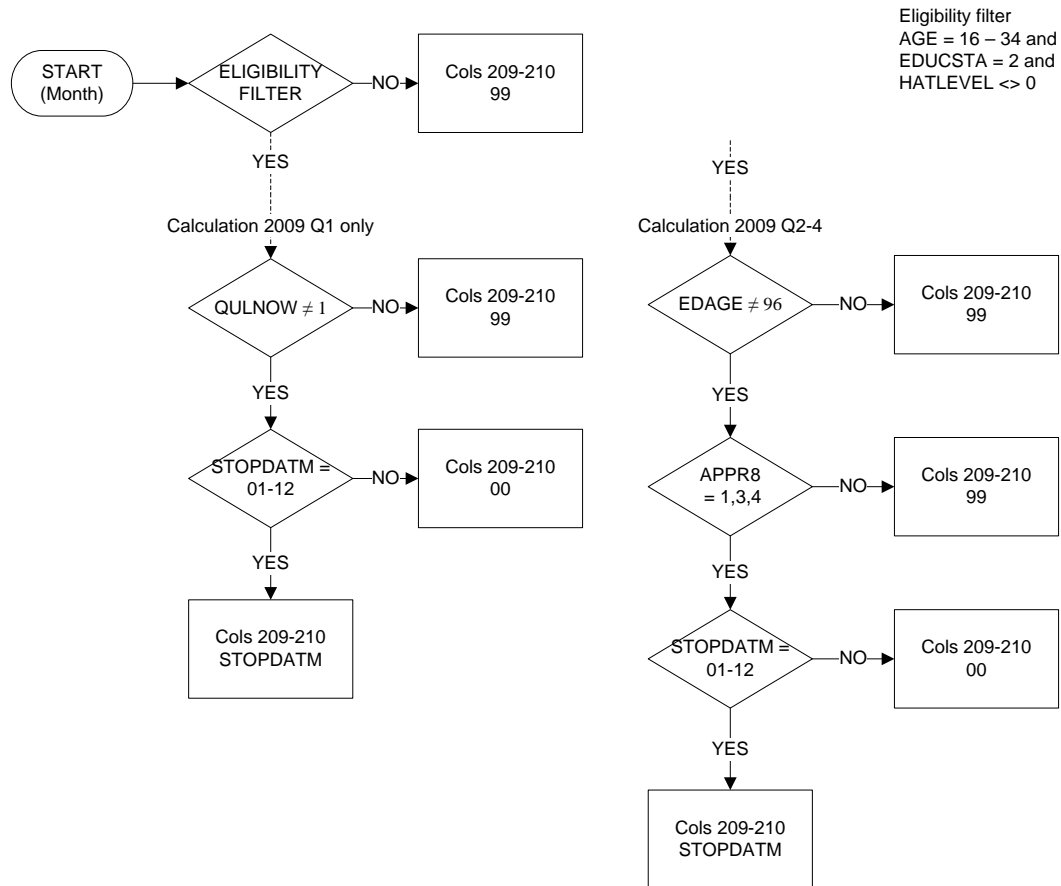 Eligibility filter
AGE = 16 – 34 and
EDUCSTA = 2 and
HATLEVEL <> 0
START
(Month)
ELIGIBILITY
FILTER
NO
Cols 209-210
99
YES
Calculation 2009 Q1 only
QULNOW ≠ 1
NO
Cols 209-210
99
YES
STOPDATM =
01-12
NO
Cols 209-210
00
YES
Cols 209-210
STOPDATM
YES
Calculation 2009 Q2-4
EDAGE ≠ 96
NO
Cols 209-210
99
YES
APPR8
= 1,3,4
NO
Cols 209-210
99
YES
STOPDATM =
01-12
NO
Cols 209-210
00
YES
Cols 209-210
STOPDATM